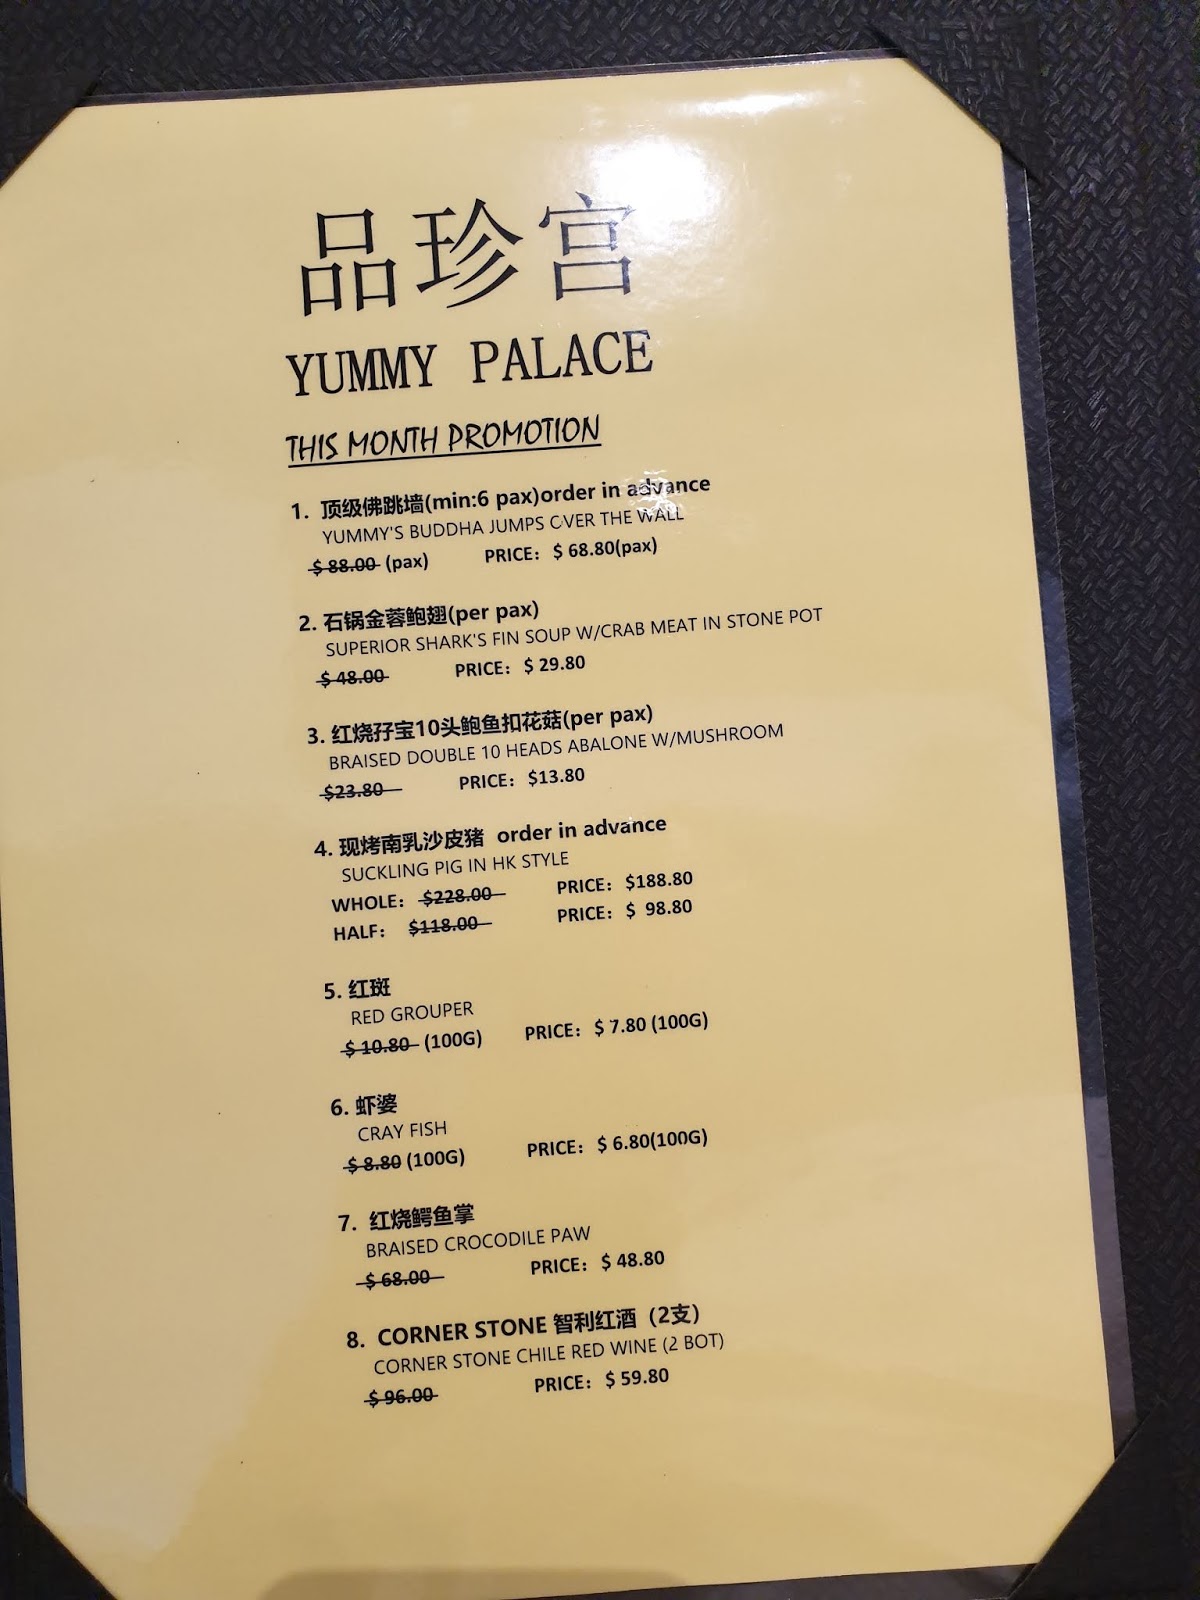 品珍宫
YUMMY PALACE
THIS MONTH PROMOTION
1. 顶级佛跳墙(min:6 pax)order in advance
YUMMY'S BUDDHA JUMPS OVER THE WALL
$ 88.00 (pax) PRICE: $ 68.80(pax)
2. 石锅金蓉鲍翅(per pax)
SUPERIOR SHARK'S FIN SOUP W/CRAB MEAT IN STONE POT
$ 48.00 PRICE: $ 29.80
3. 红烧孖宝10头鲍鱼扣花菇(per pax)
BRAISED DOUBLE 10 HEADS ABALONE W/MUSHROOM
$23.80 PRICE: $13.80
4. 现烤南乳沙皮猪 order in advance
SUCKLING PIG IN HK STYLE
WHOLE: $228.00 PRICE: $188.80
HALF: $118.00 PRICE: $ 98.80
5. 红斑
RED GROUPER
$ 10.80 (100G) PRICE: $ 7.80 (100G)
6. 虾婆
CRAY FISH
$ 8.80 (100G) PRICE: $ 6.80(100G)
7. 红烧鳄鱼掌
BRAISED CROCODILE PAW
$ 68.00 PRICE: $ 48.80
8. CORNER STONE 智利红酒（2支）
CORNER STONE CHILE RED WINE (2 BOT)
$ 96.00 PRICE: $ 59.80